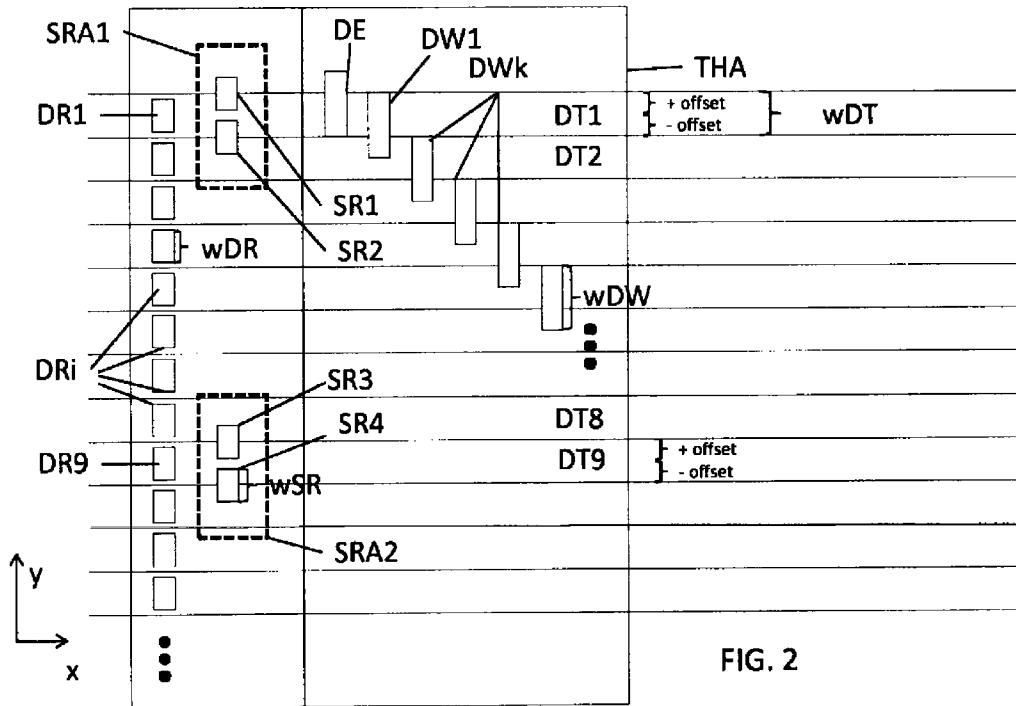 SRA1
DE
DW1
DWk
THA
DR1
DT1
+ offset
- offset
wDT
DT2
SR1
SR2
wDR
wDW
DRi
SR3
SR4
DT8
DR9
DT9
+ offset
- offset
wSR
SRA2
y
x
FIG. 2